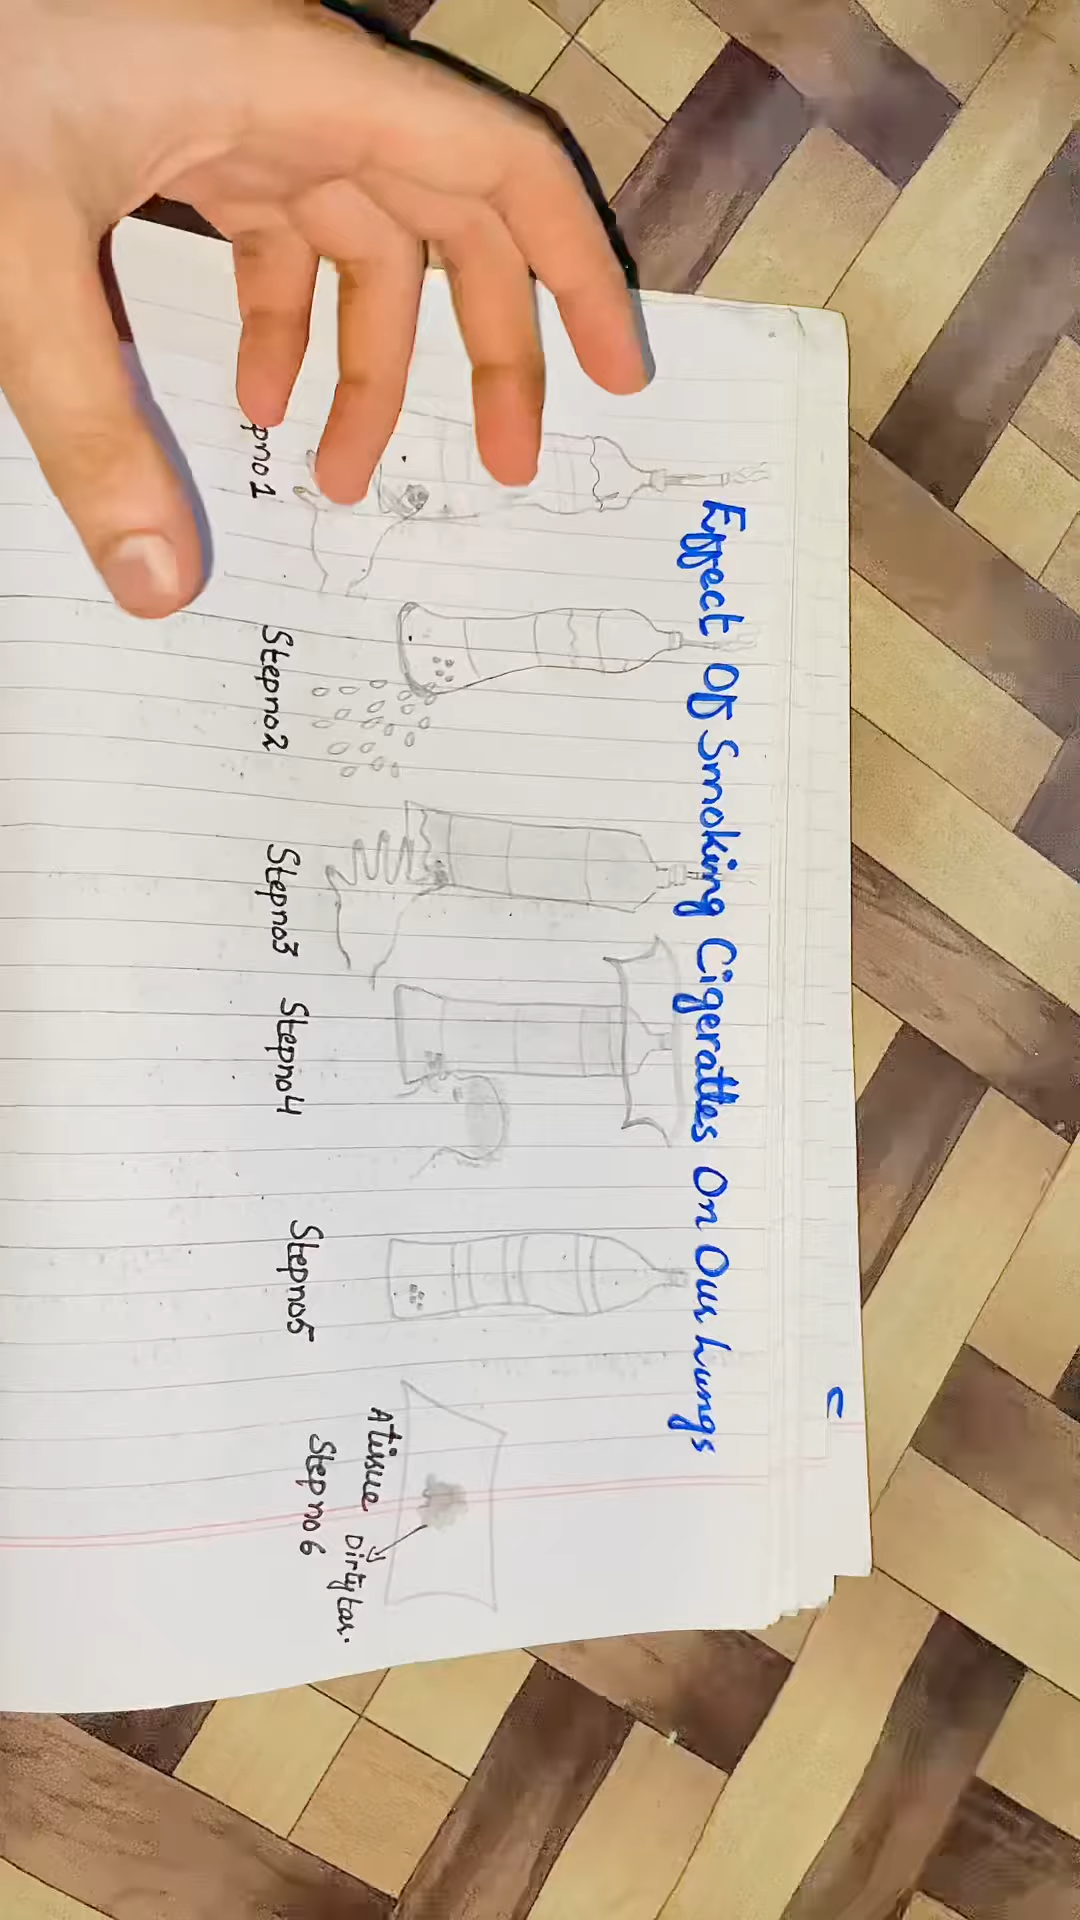 Effect Of Smoking Cigerattes On Our Lungs
pno1
Stepno2
Stepno3
Stepno4
Stepno5
A tissue
Dirty tar.
Step no 6